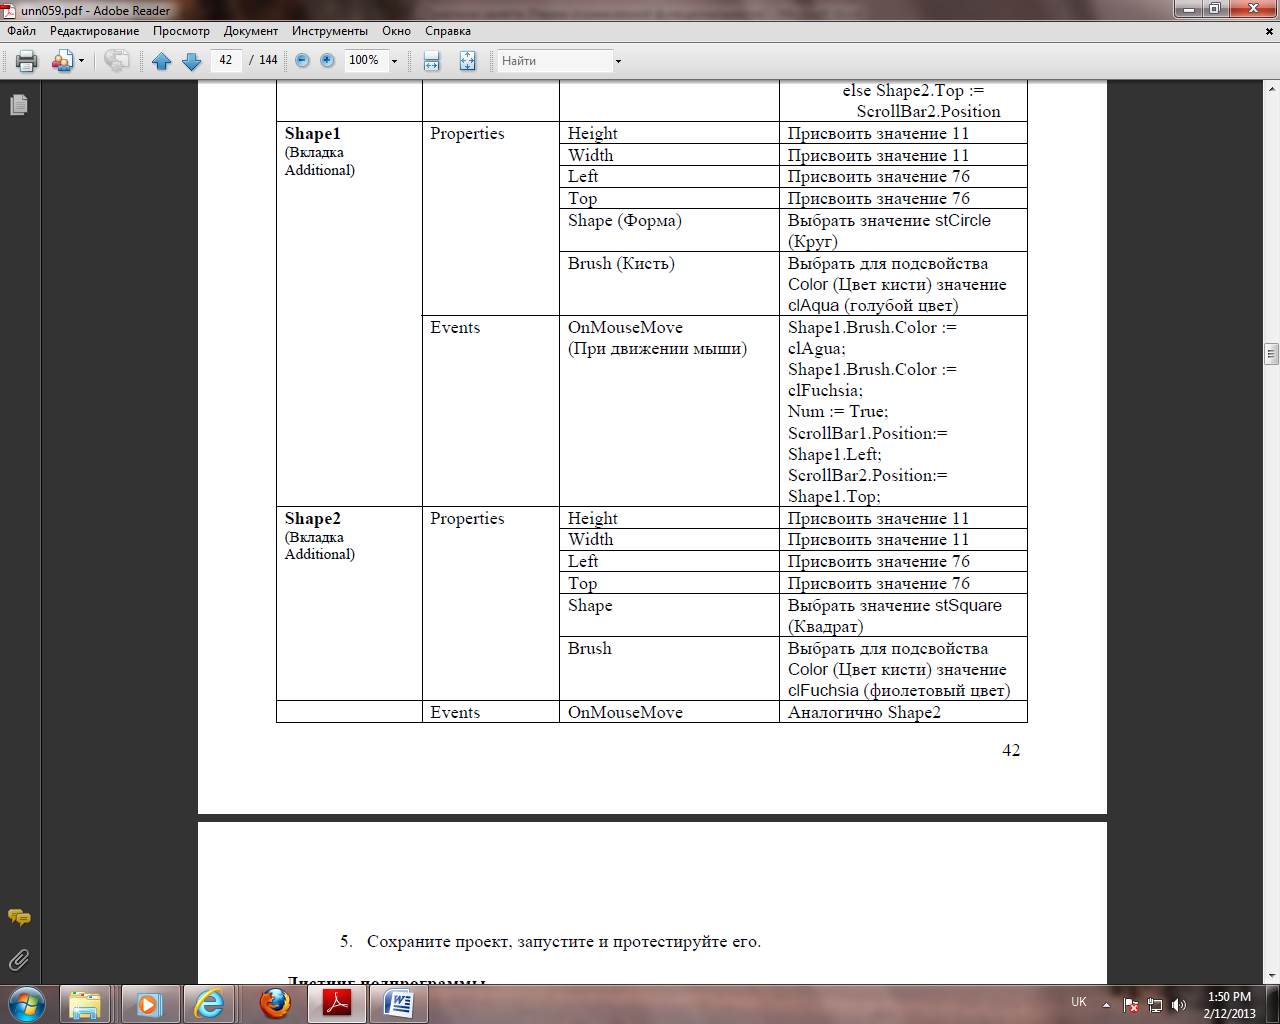 unn059.pdf - Adobe Reader
Файл Редактирование Просмотр Документ Инструменты Окно Справка
42 / 144 100% Найти
else Shape2.Top :=
ScrollBar2.Position
Shape1
(Вкладка
Additional)
Properties
Height
Присвоить значение 11
Width
Присвоить значение 11
Left
Присвоить значение 76
Top
Присвоить значение 76
Shape (Форма)
Выбрать значение stCircle
(Круг)
Brush (Кисть)
Выбрать для подсвойства
Color (Цвет кисти) значение
clAqua (голубой цвет)
Events
OnMouseMove
(При движении мыши)
Shape1.Brush.Color :=
clAgua;
Shape1.Brush.Color :=
clFuchsia;
Num := True;
ScrollBar1.Position:=
Shape1.Left;
ScrollBar2.Position:=
Shape1.Top;
Shape2
(Вкладка
Additional)
Properties
Height
Присвоить значение 11
Width
Присвоить значение 11
Left
Присвоить значение 76
Top
Присвоить значение 76
Shape
Выбрать значение stSquare
(Квадрат)
Brush
Выбрать для подсвойства
Color (Цвет кисти) значение
clFuchsia (фиолетовый цвет)
Events
OnMouseMove
Аналогично Shape2
42
5. Сохраните проект, запустите и протестируйте его.
Листинг подпрограммы
UK
1:50 PM
2/12/2013